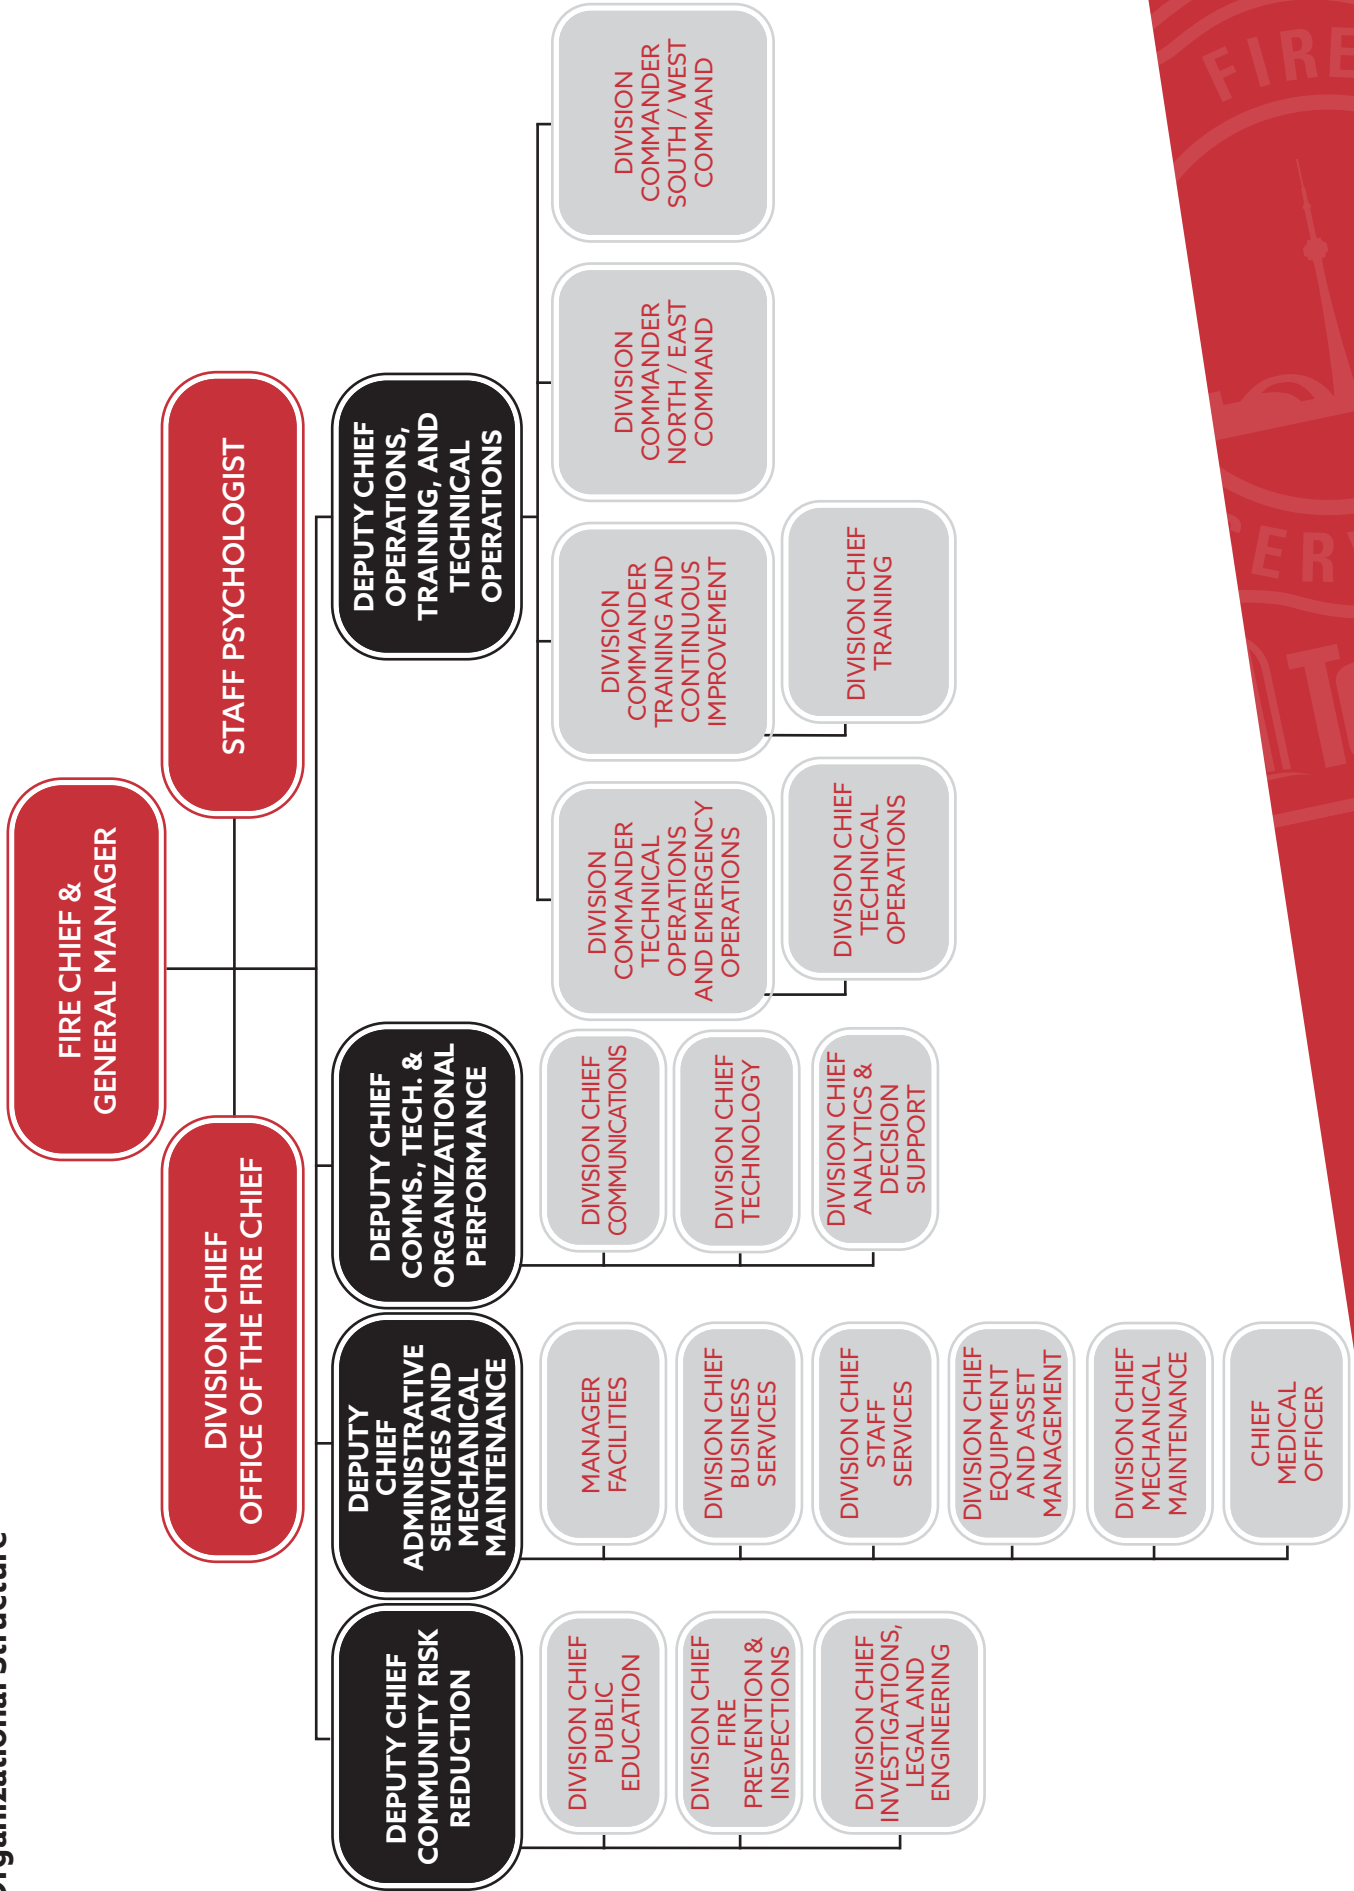 Organizational Structure
FIRE CHIEF &
GENERAL MANAGER
DIVISION CHIEF
OFFICE OF THE FIRE CHIEF
STAFF PSYCHOLOGIST
DEPUTY CHIEF
COMMUNITY RISK
REDUCTION
DEPUTY
CHIEF
ADMINISTRATIVE
SERVICES AND
MECHANICAL
MAINTENANCE
DEPUTY CHIEF
COMMS., TECH. &
ORGANIZATIONAL
PERFORMANCE
DEPUTY CHIEF
OPERATIONS,
TRAINING, AND
TECHNICAL
OPERATIONS
DIVISION CHIEF
PUBLIC
EDUCATION
DIVISION CHIEF
FIRE
PREVENTION &
INSPECTIONS
DIVISION CHIEF
INVESTIGATIONS,
LEGAL AND
ENGINEERING
MANAGER
FACILITIES
DIVISION CHIEF
BUSINESS
SERVICES
DIVISION CHIEF
STAFF
SERVICES
DIVISION CHIEF
EQUIPMENT
AND ASSET
MANAGEMENT
DIVISION CHIEF
MECHANICAL
MAINTENANCE
CHIEF
MEDICAL
OFFICER
DIVISION CHIEF
COMMUNICATIONS
DIVISION CHIEF
TECHNOLOGY
DIVISION CHIEF
ANALYTICS &
DECISION
SUPPORT
DIVISION
COMMANDER
TECHNICAL
OPERATIONS
AND EMERGENCY
OPERATIONS
DIVISION CHIEF
TECHNICAL
OPERATIONS
DIVISION
COMMANDER
TRAINING AND
CONTINUOUS
IMPROVEMENT
DIVISION CHIEF
TRAINING
DIVISION
COMMANDER
NORTH / EAST
COMMAND
DIVISION
COMMANDER
SOUTH / WEST
COMMAND
FIRE